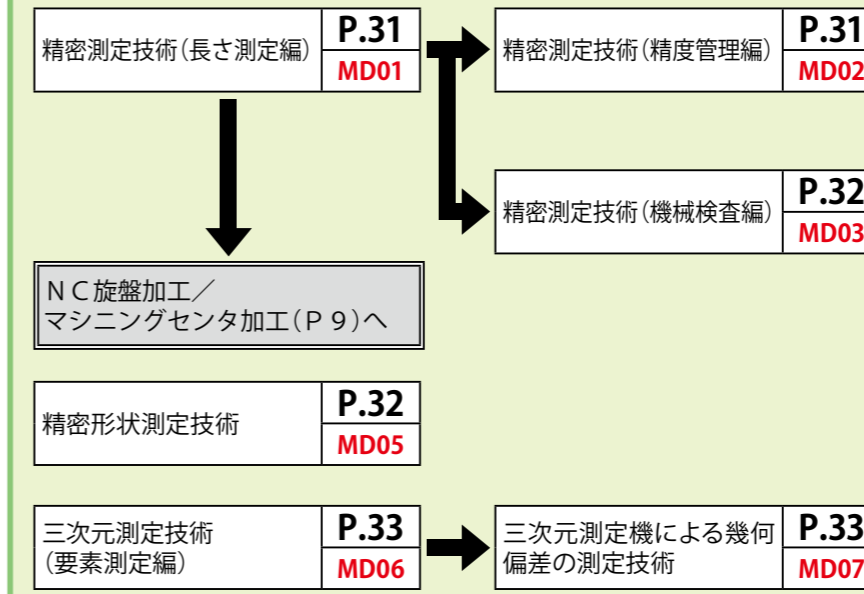 精密測定技術（長さ測定編）
P.31
MD01
精密測定技術（精度管理編）
P.31
MD02
精密測定技術（機械検査編）
P.32
MD03
ＮＣ旋盤加工／
マシニングセンタ加工（Ｐ９）へ
精密形状測定技術
P.32
MD05
三次元測定技術
（要素測定編）
P.33
MD06
三次元測定機による幾何
偏差の測定技術
P.33
MD07